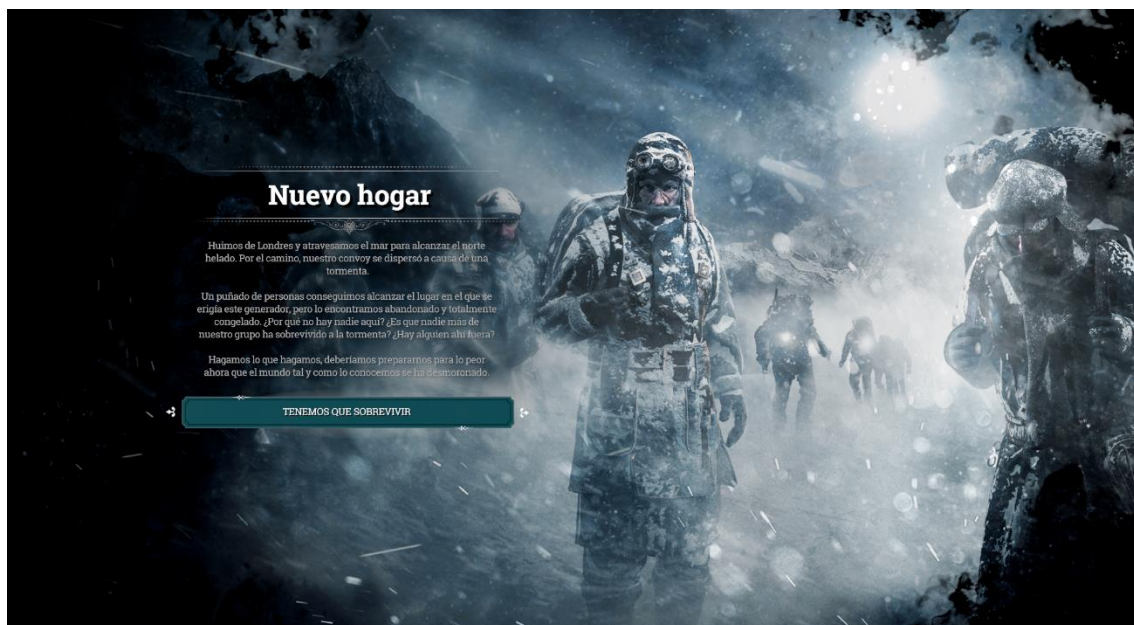 Nuevo hogar
Huimos de Londres y atravesamos el mar para alcanzar el norte
helado. Por el camino, nuestro convoy se dispersó a causa de una
tormenta.
Un puñado de personas conseguimos alcanzar el lugar en el que se
erigía este generador, pero lo encontramos abandonado y totalmente
congelado. ¿Por qué no hay nadie aquí? ¿Es que nadie más de
nuestro grupo ha sobrevivido a la tormenta? ¿Hay alguien ahí fuera?
Hagamos lo que hagamos, deberíamos prepararnos para lo peor
ahora que el mundo tal y como lo conocemos se ha desmoronado.
TENEMOS QUE SOBREVIVIR